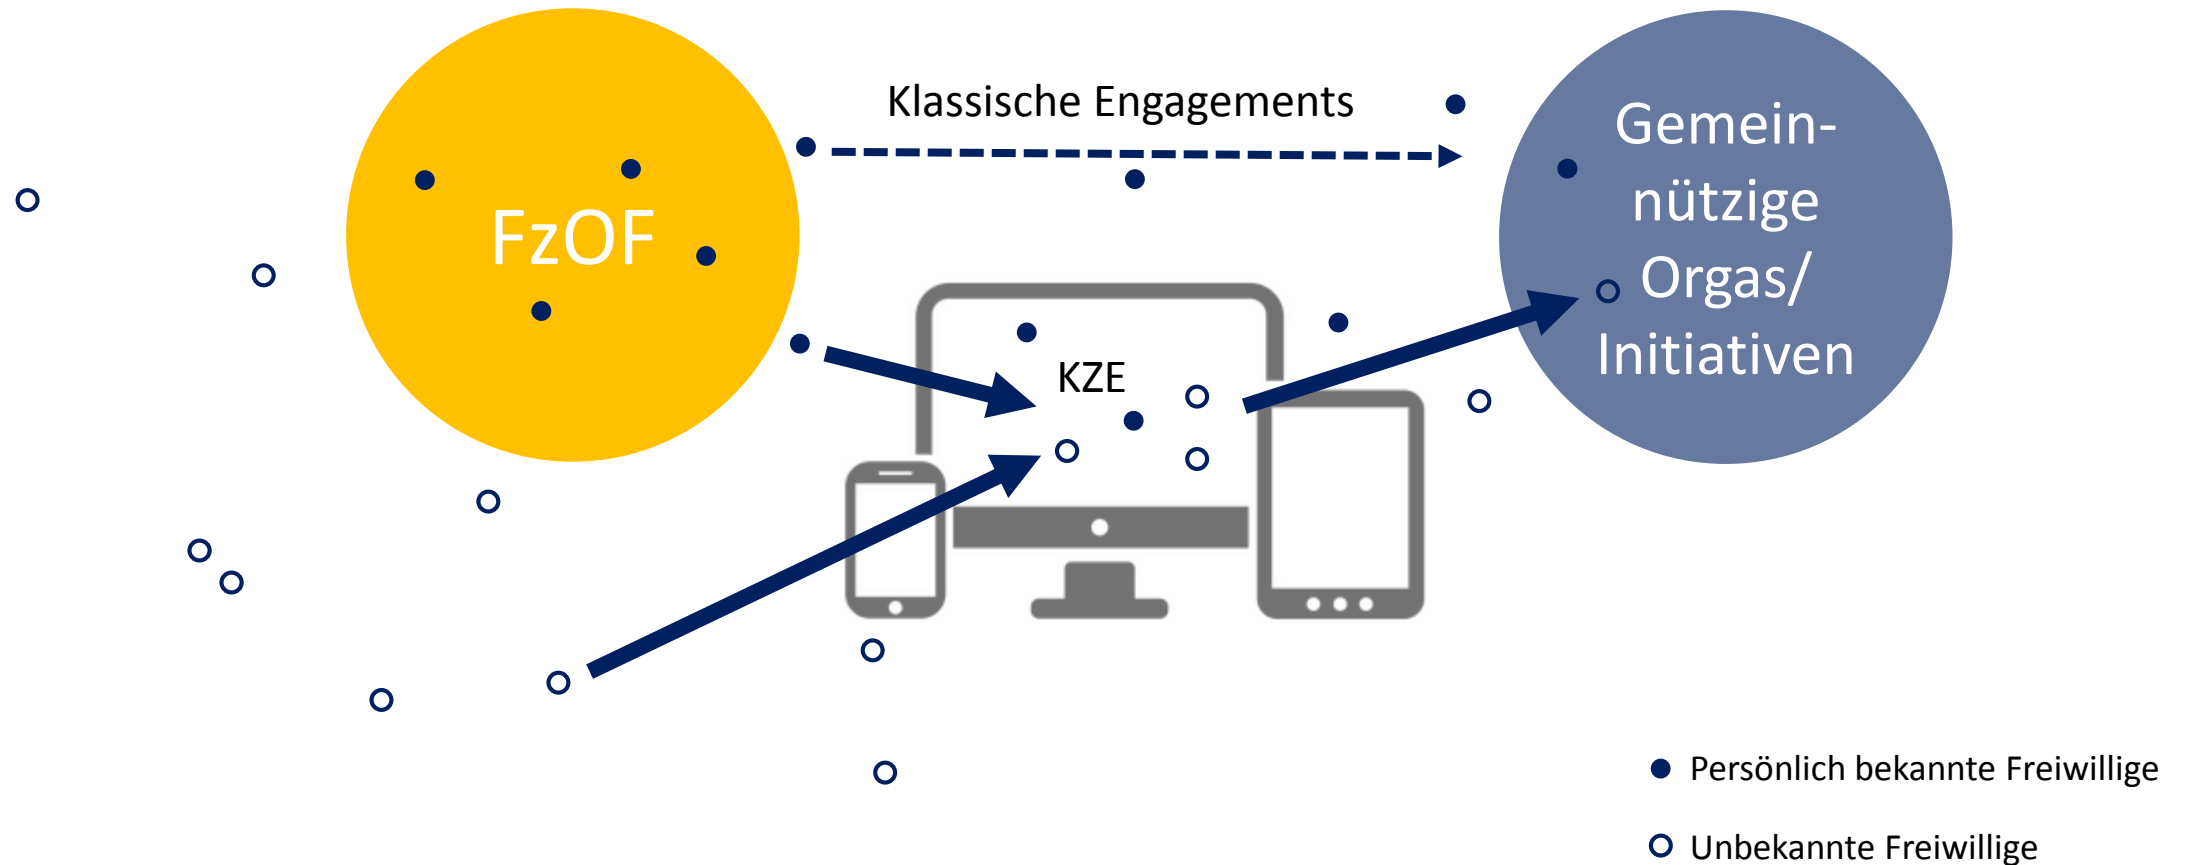 Klassische Engagements
FzOF
Gemein-
nützige
Orgas/
Initiativen
KZE
Persönlich bekannte Freiwillige
Unbekannte Freiwillige